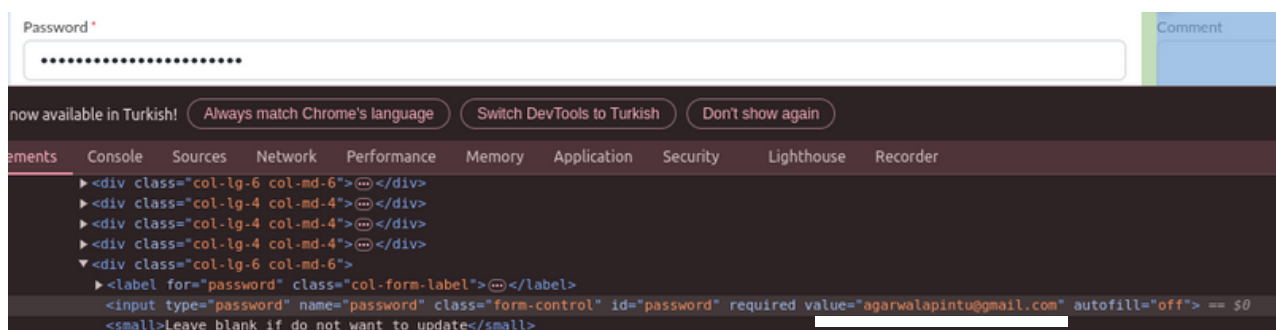 Password *
Comment
•••••••••••••••••••••••
now available in Turkish! Always match Chrome's language Switch DevTools to Turkish Don't show again
ements Console Sources Network Performance Memory Application Security Lighthouse Recorder
▶<div class="col-lg-6 col-md-6">⋯</div>
▶<div class="col-lg-4 col-md-4">⋯</div>
▶<div class="col-lg-4 col-md-4">⋯</div>
▶<div class="col-lg-4 col-md-4">⋯</div>
▼<div class="col-lg-6 col-md-6">
▶<label for="password" class="col-form-label">⋯</label>
<input type="password" name="password" class="form-control" id="password" required value="agarwalapintu@gmail.com" autofill="off"> == $0
<small>Leave blank if do not want to update</small>